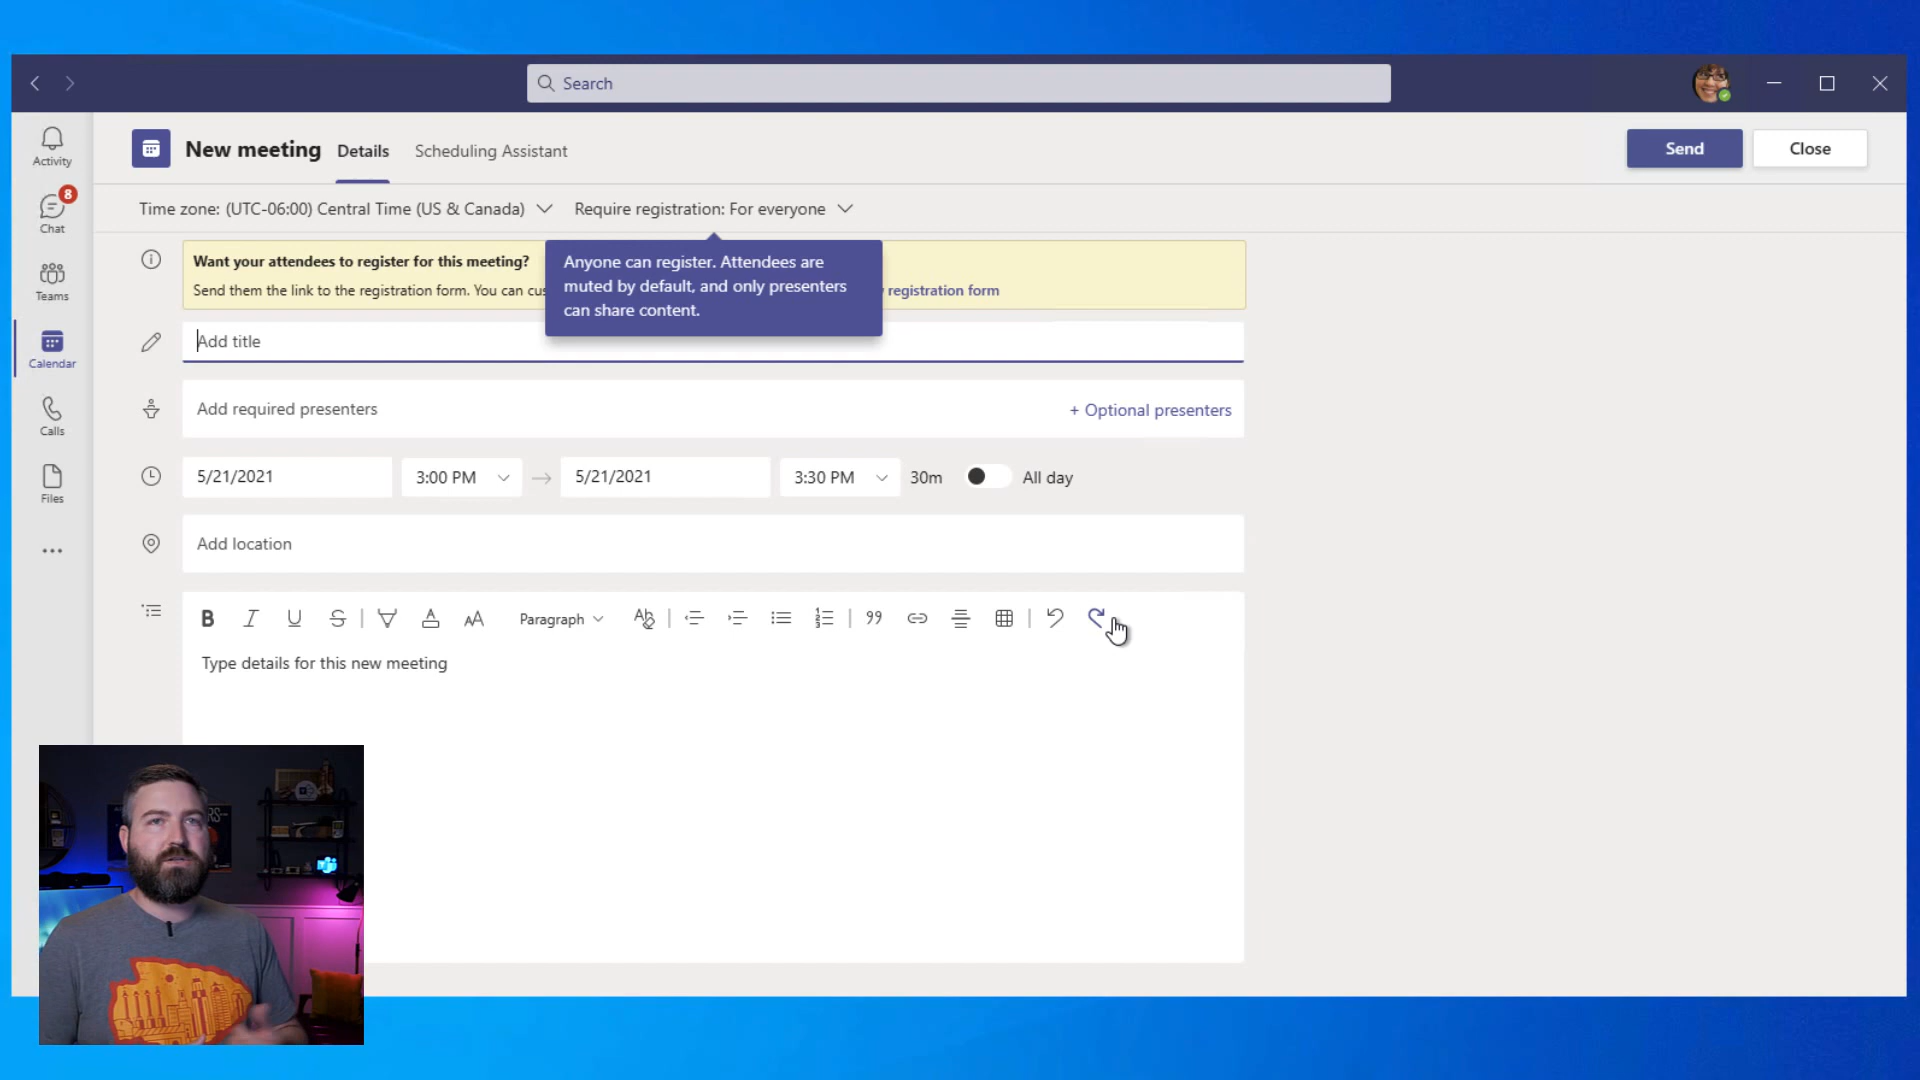 Search
Activity
8
Chat
Teams
Calendar
Calls
Files
New meeting
Details
Scheduling Assistant
Send
Close
Time zone: (UTC-06:00) Central Time (US & Canada)
Require registration: For everyone
Want your attendees to register for this meeting?
Send them the link to the registration form. You can
registration form
Anyone can register. Attendees are
muted by default, and only presenters
can share content.
Add title
Add required presenters
+ Optional presenters
5/21/2021
3:00 PM
5/21/2021
3:30 PM
30m
All day
Add location
Paragraph
Type details for this new meeting